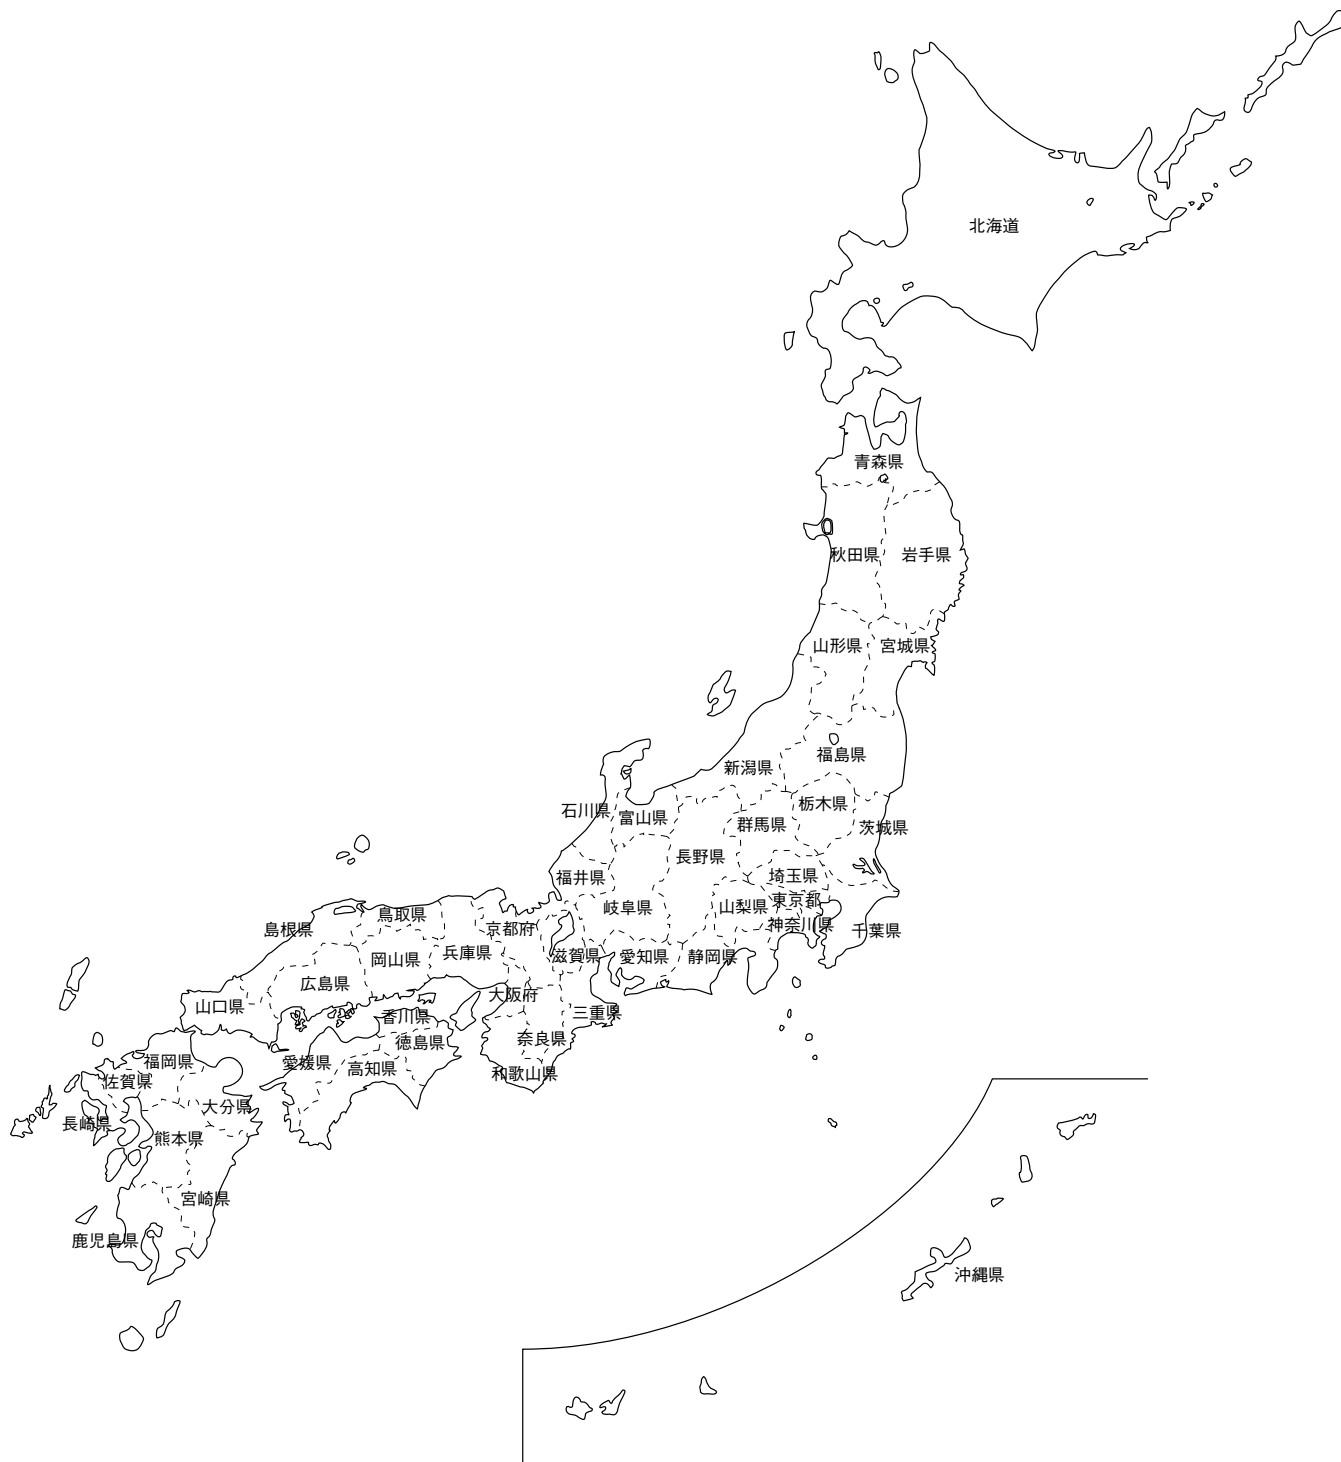 北海道
青森県
秋田県
岩手県
山形県
宮城県
福島県
新潟県
栃木県
石川県
富山県
群馬県
茨城県
長野県
埼玉県
福井県
岐阜県
山梨県
東京都
神奈川県
千葉県
鳥取県
島根県
京都府
兵庫県
滋賀県
愛知県
静岡県
岡山県
広島県
大阪府
山口県
三重県
香川県
徳島県
奈良県
福岡県
愛媛県
高知県
和歌山県
佐賀県
大分県
長崎県
熊本県
宮崎県
鹿児島県
沖縄県